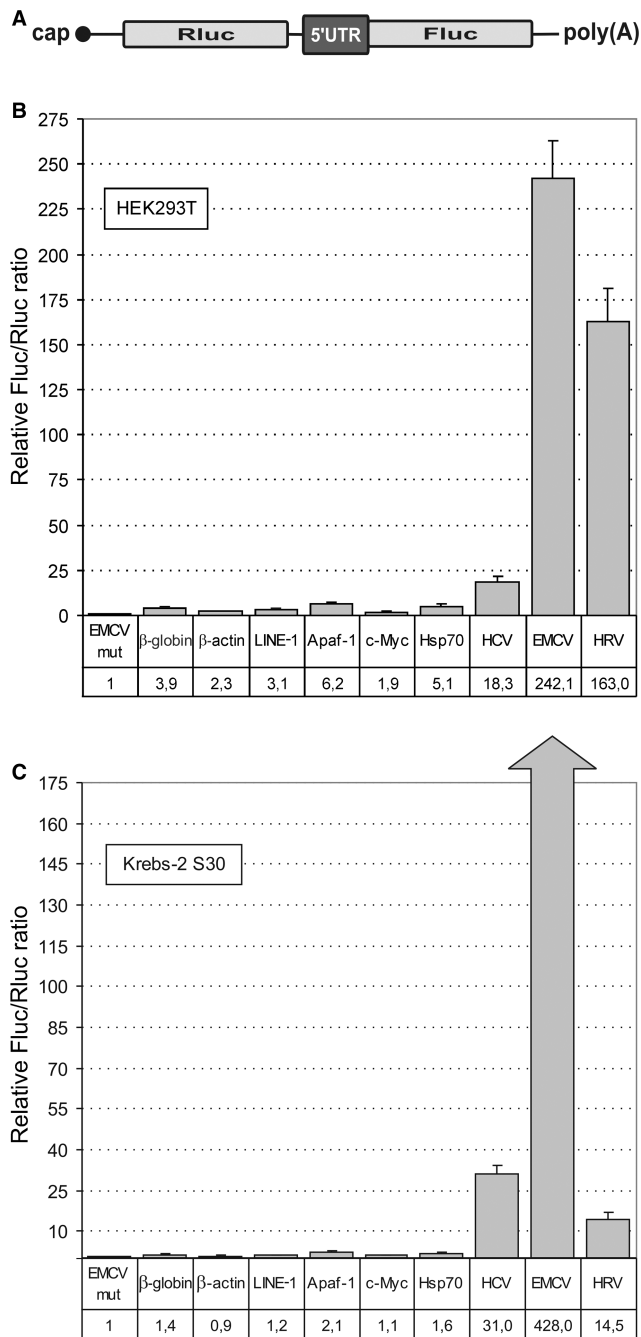 A
cap Rluc 5'UTR Fluc poly(A)
B
Relative Fluc/Rluc ratio
275
250
225
200
175
150
125
100
75
50
25
0
HEK293T
EMCV mut β-globin β-actin LINE-1 Apaf-1 c-Myc Hsp70 HCV EMCV HRV
1 3,9 2,3 3,1 6,2 1,9 5,1 18,3 242,1 163,0
C
Relative Fluc/Rluc ratio
175
160
145
130
115
100
85
70
55
40
25
10
Krebs-2 S30
EMCV mut β-globin β-actin LINE-1 Apaf-1 c-Myc Hsp70 HCV EMCV HRV
1 1,4 0,9 1,2 2,1 1,1 1,6 31,0 428,0 14,5